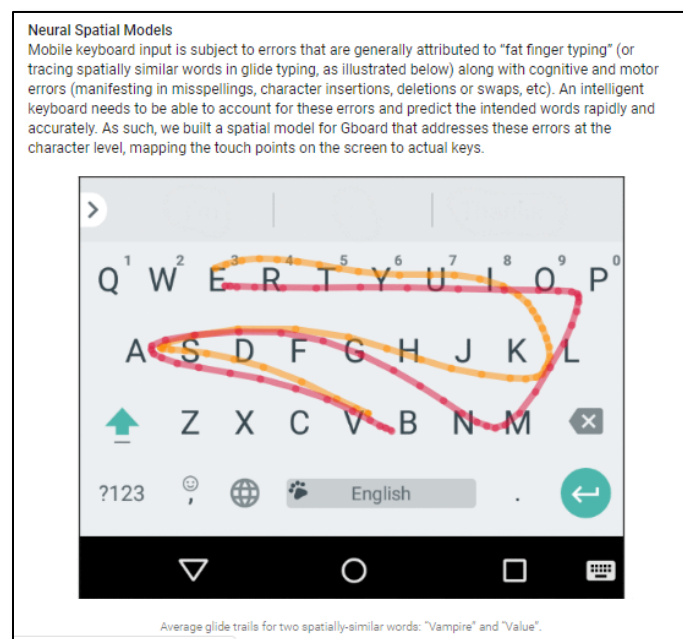 Neural Spatial Models
Mobile keyboard input is subject to errors that are generally attributed to “fat finger typing” (or
tracing spatially similar words in glide typing, as illustrated below) along with cognitive and motor
errors (manifesting in misspellings, character insertions, deletions or swaps, etc). An intelligent
keyboard needs to be able to account for these errors and predict the intended words rapidly and
accurately. As such, we built a spatial model for Gboard that addresses these errors at the
character level, mapping the touch points on the screen to actual keys.
1 2 3 4 5 6 7 8 9 0
Q W E R T Y U I O P
A S D F G H J K L
Z X C V B N M
?123 , English .
Average glide trails for two spatially-similar words: "Vampire" and "Value".